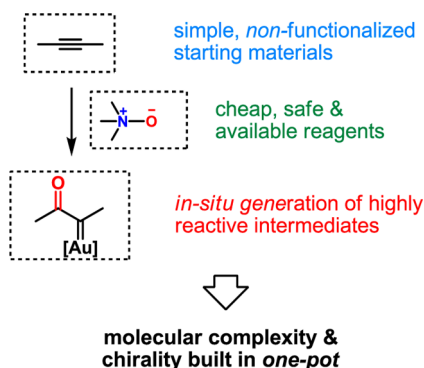 simple, non-functionalized
starting materials
N+
O−
cheap, safe &
available reagents
O
[Au]
in-situ generation of highly
reactive intermediates
molecular complexity &
chirality built in one-pot